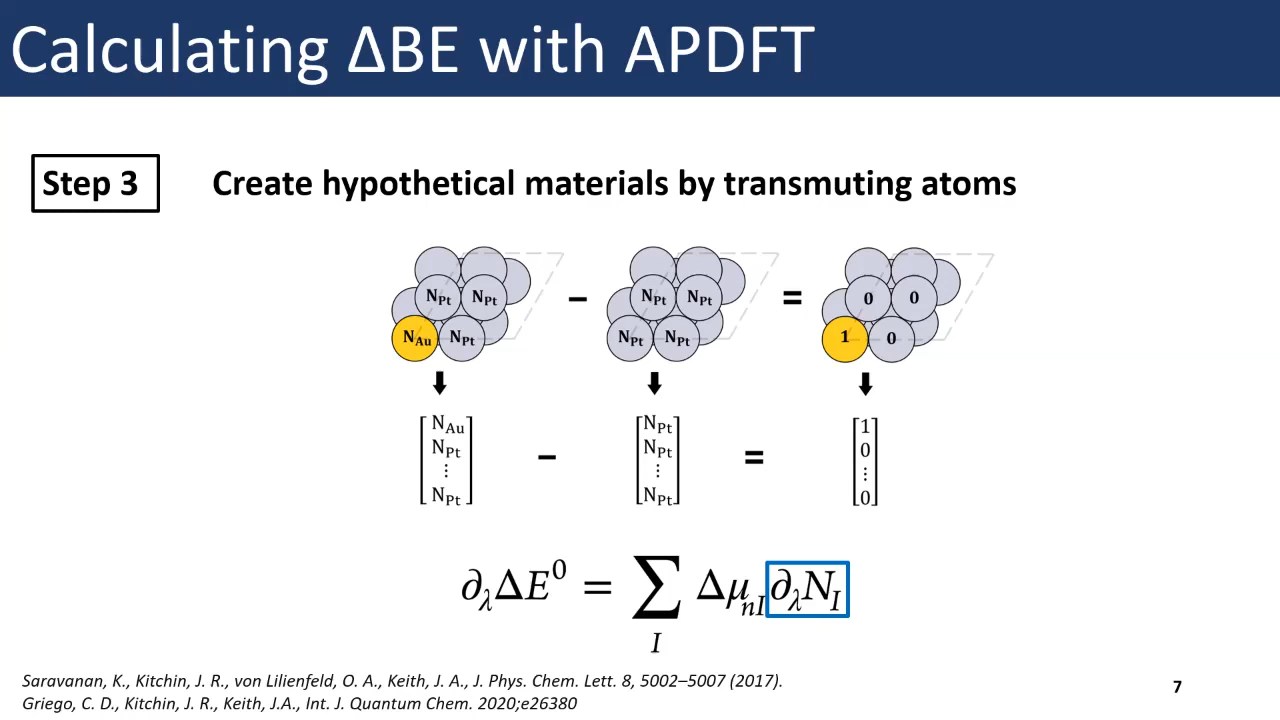 Calculating ΔBE with APDFT
Step 3 Create hypothetical materials by transmuting atoms
N_Pt N_Pt − N_Pt N_Pt = 0 0
N_Au N_Pt N_Pt N_Pt 1 0
N_Au N_Pt 1
N_Pt − N_Pt = 0
⋮ ⋮ ⋮
N_Pt N_Pt 0
∂_λΔE⁰ = ∑_I Δμ_nI ∂_λN_I
Saravanan, K., Kitchin, J. R., von Lilienfeld, O. A., Keith, J. A., J. Phys. Chem. Lett. 8, 5002–5007 (2017).
Griego, C. D., Kitchin, J. R., Keith, J.A., Int. J. Quantum Chem. 2020;e26380
7